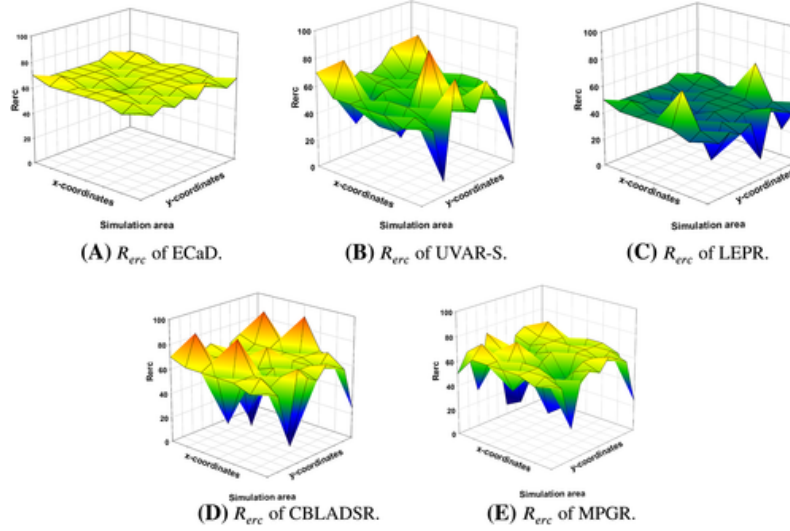 100
80
60
40
20
0
Rerc
x-coordinates
y-coordinates
Simulation area
(A) Rerc of ECaD.
100
80
60
40
20
0
Rerc
x-coordinates
y-coordinates
Simulation area
(B) Rerc of UVAR-S.
100
80
60
40
20
0
Rerc
x-coordinates
y-coordinates
Simulation area
(C) Rerc of LEPR.
100
80
60
40
20
0
Rerc
x-coordinates
y-coordinates
Simulation area
(D) Rerc of CBLADSR.
100
80
60
40
20
0
Rerc
x-coordinates
y-coordinates
Simulation area
(E) Rerc of MPGR.